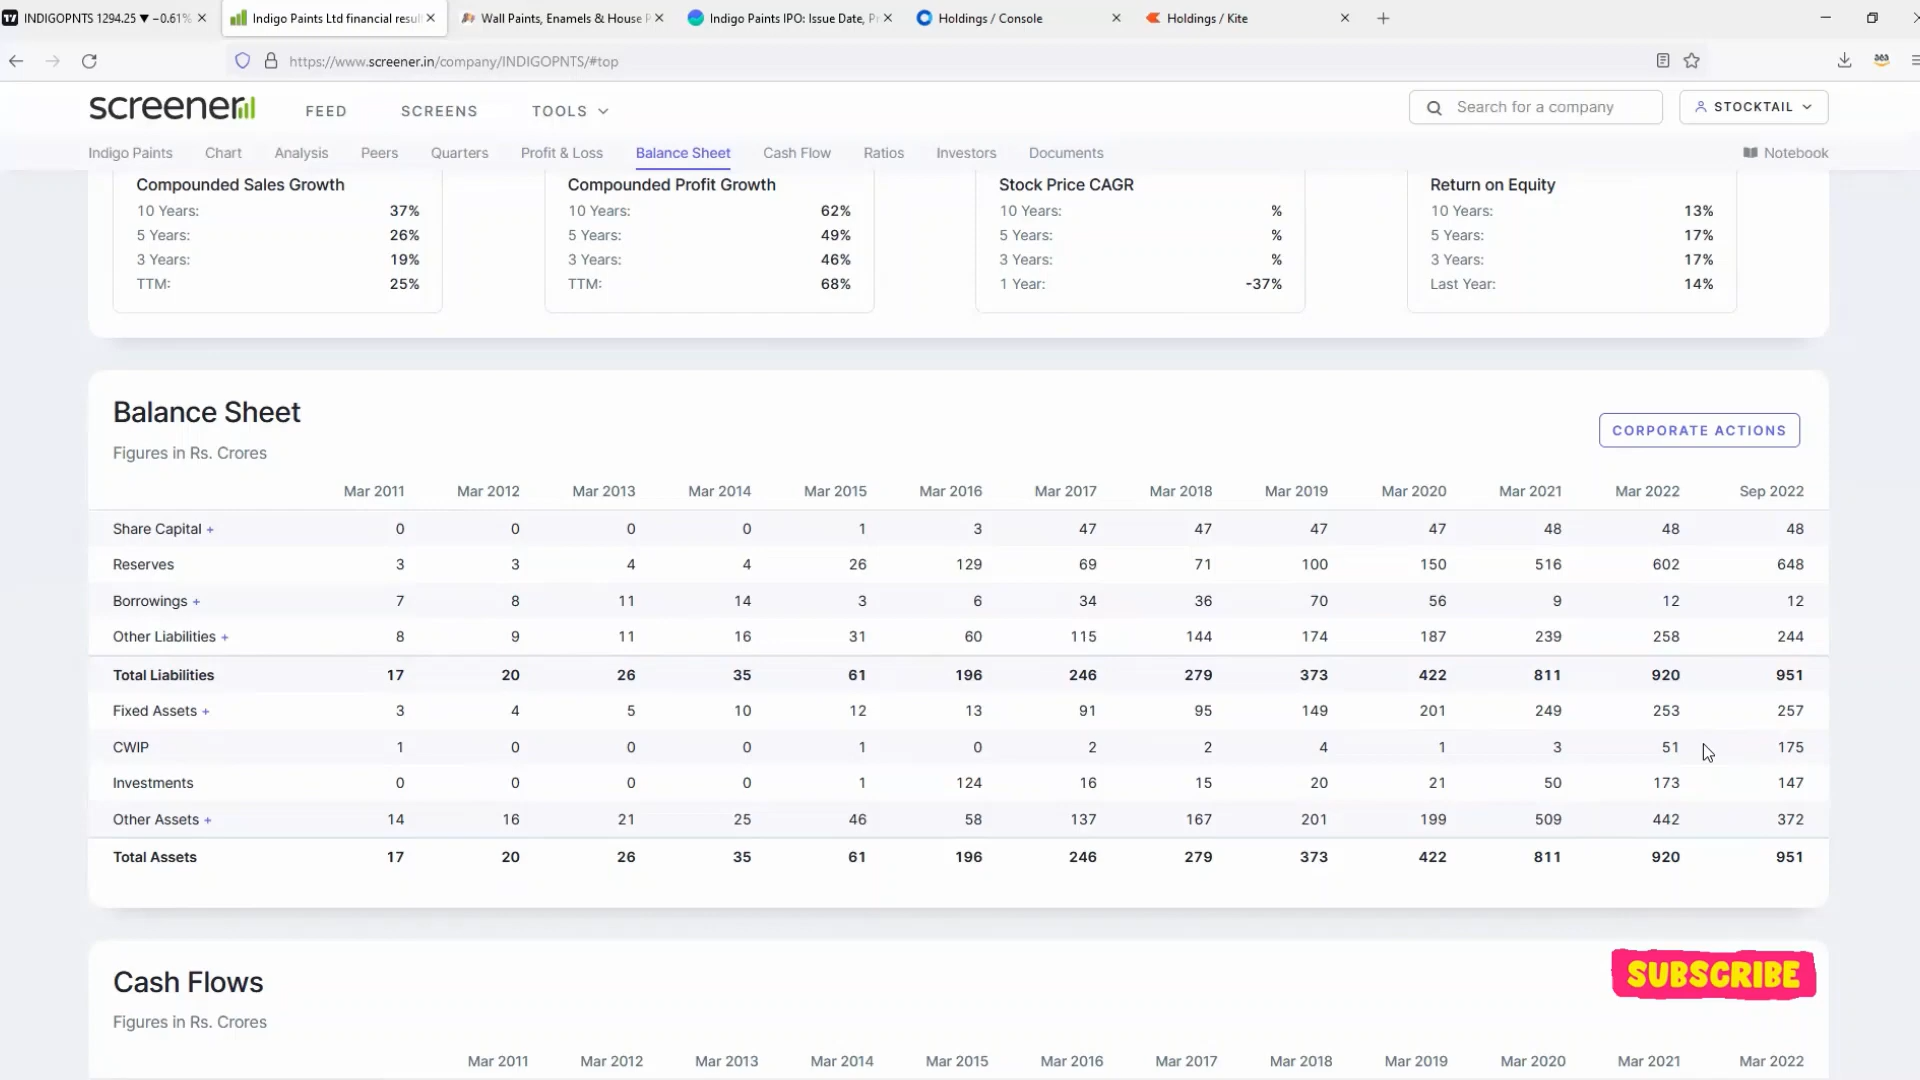 INDIGOPNTS 1294.25 ▼ −0.61%
Indigo Paints Ltd financial resul
Wall Paints, Enamels & House P
Indigo Paints IPO: Issue Date, Pr
Holdings / Console
Holdings / Kite
https://www.screener.in/company/INDIGOPNTS/#top
screener
FEED SCREENS TOOLS
Search for a company
STOCKTAIL
Indigo Paints Chart Analysis Peers Quarters Profit & Loss Balance Sheet Cash Flow Ratios Investors Documents Notebook
Compounded Sales Growth
10 Years: 37%
5 Years: 26%
3 Years: 19%
TTM: 25%
Compounded Profit Growth
10 Years: 62%
5 Years: 49%
3 Years: 46%
TTM: 68%
Stock Price CAGR
10 Years: %
5 Years: %
3 Years: %
1 Year: -37%
Return on Equity
10 Years: 13%
5 Years: 17%
3 Years: 17%
Last Year: 14%
Balance Sheet
CORPORATE ACTIONS
Figures in Rs. Crores
Mar 2011 Mar 2012 Mar 2013 Mar 2014 Mar 2015 Mar 2016 Mar 2017 Mar 2018 Mar 2019 Mar 2020 Mar 2021 Mar 2022 Sep 2022
Share Capital + 0 0 0 0 1 3 47 47 47 47 48 48 48
Reserves 3 3 4 4 26 129 69 71 100 150 516 602 648
Borrowings + 7 8 11 14 3 6 34 36 70 56 9 12 12
Other Liabilities + 8 9 11 16 31 60 115 144 174 187 239 258 244
Total Liabilities 17 20 26 35 61 196 246 279 373 422 811 920 951
Fixed Assets + 3 4 5 10 12 13 91 95 149 201 249 253 257
CWIP 1 0 0 0 1 0 2 2 4 1 3 51 175
Investments 0 0 0 0 1 124 16 15 20 21 50 173 147
Other Assets + 14 16 21 25 46 58 137 167 201 199 509 442 372
Total Assets 17 20 26 35 61 196 246 279 373 422 811 920 951
Cash Flows
SUBSCRIBE
Figures in Rs. Crores
Mar 2011 Mar 2012 Mar 2013 Mar 2014 Mar 2015 Mar 2016 Mar 2017 Mar 2018 Mar 2019 Mar 2020 Mar 2021 Mar 2022